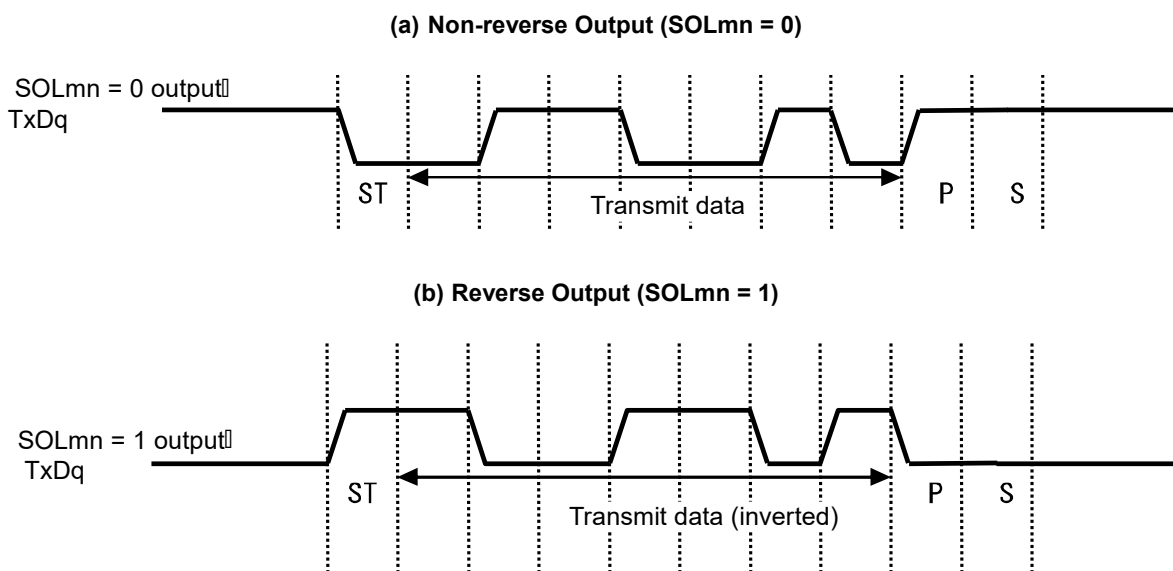 (a) Non-reverse Output (SOLmn = 0)
SOLmn = 0 output
TxDq
ST
Transmit data
P
S
(b) Reverse Output (SOLmn = 1)
SOLmn = 1 output
TxDq
ST
Transmit data (inverted)
P
S